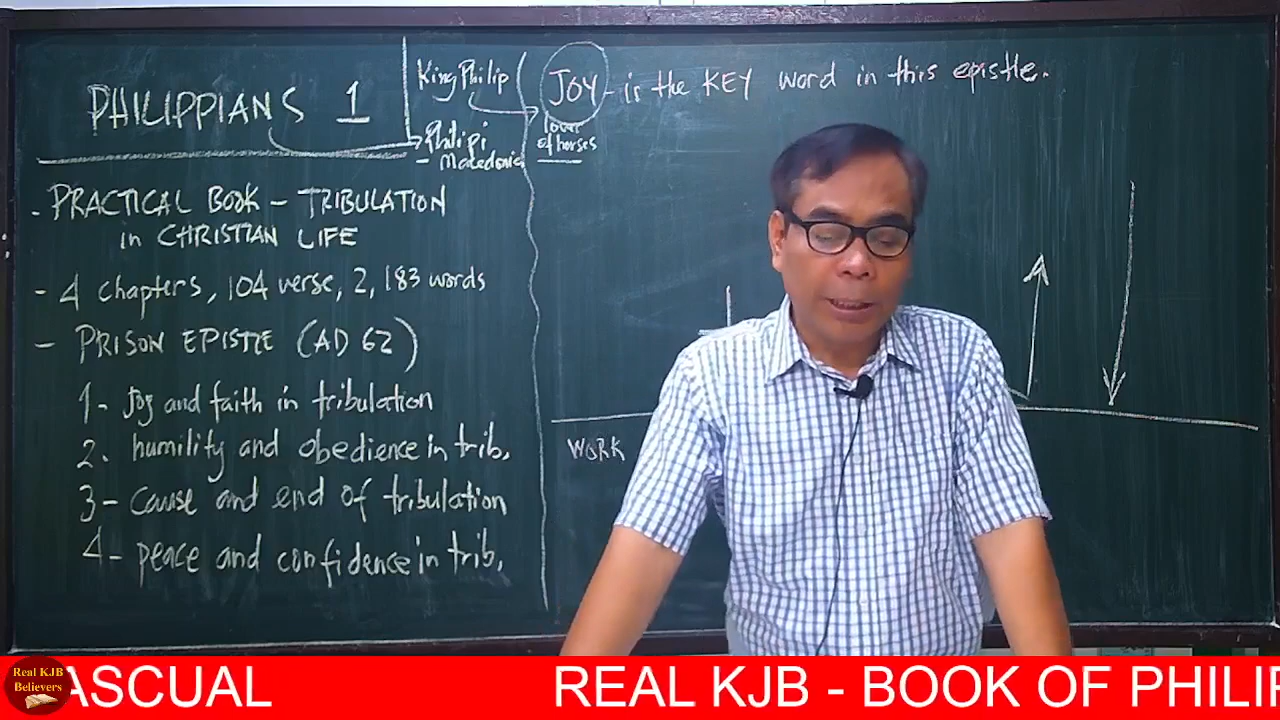 PHILIPPIANS 1
King Philip
Philipi
- Macedonia
JOY - is the KEY word in this epistle.
lover
of horses
. PRACTICAL BOOK - TRIBULATION
in CHRISTIAN LIFE
- 4 chapters, 104 verse, 2,183 words
- PRISON EPISTLE (AD 62)
1- joy and faith in tribulation
2. humility and obedience in trib.
3- cause and end of tribulation
4- peace and confidence in trib.
WORK
Real KJB
Believers
ASCUAL REAL KJB - BOOK OF PHILIP